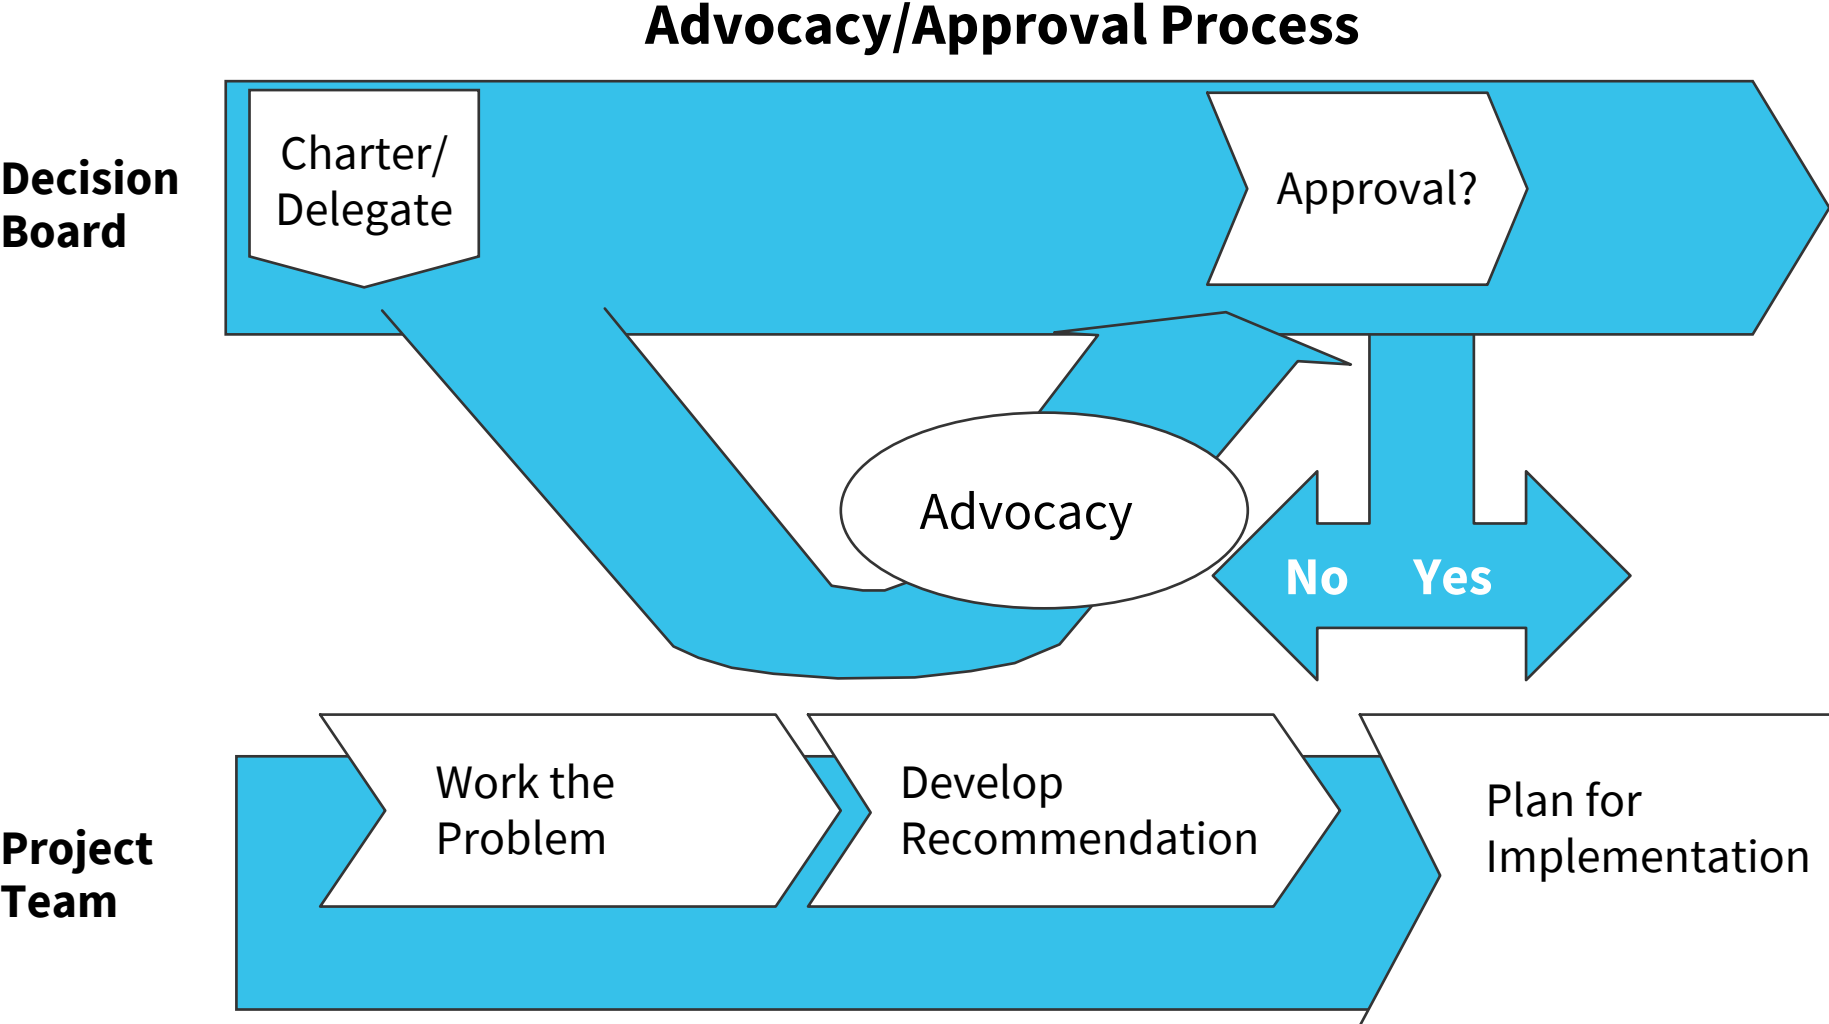 Advocacy/Approval Process
Decision
Board
Charter/
Delegate
Approval?
Advocacy
No Yes
Project
Team
Work the
Problem
Develop
Recommendation
Plan for
Implementation